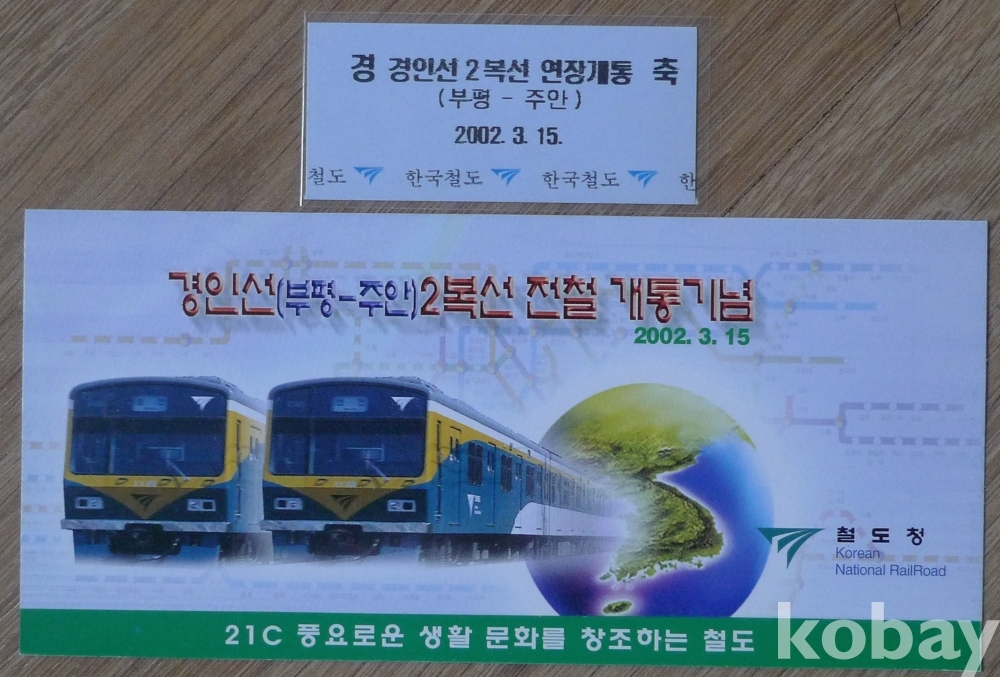 경 경인선 2복선 연장개통 축
(부평 - 주안)
2002. 3. 15.
철도 한국철도 한국철도 한
경인선(부평-주안)2복선 전철 개통기념
2002. 3. 15
철도청
Korean
National RailRoad
21C 풍요로운 생활 문화를 창조하는 철도
kobay